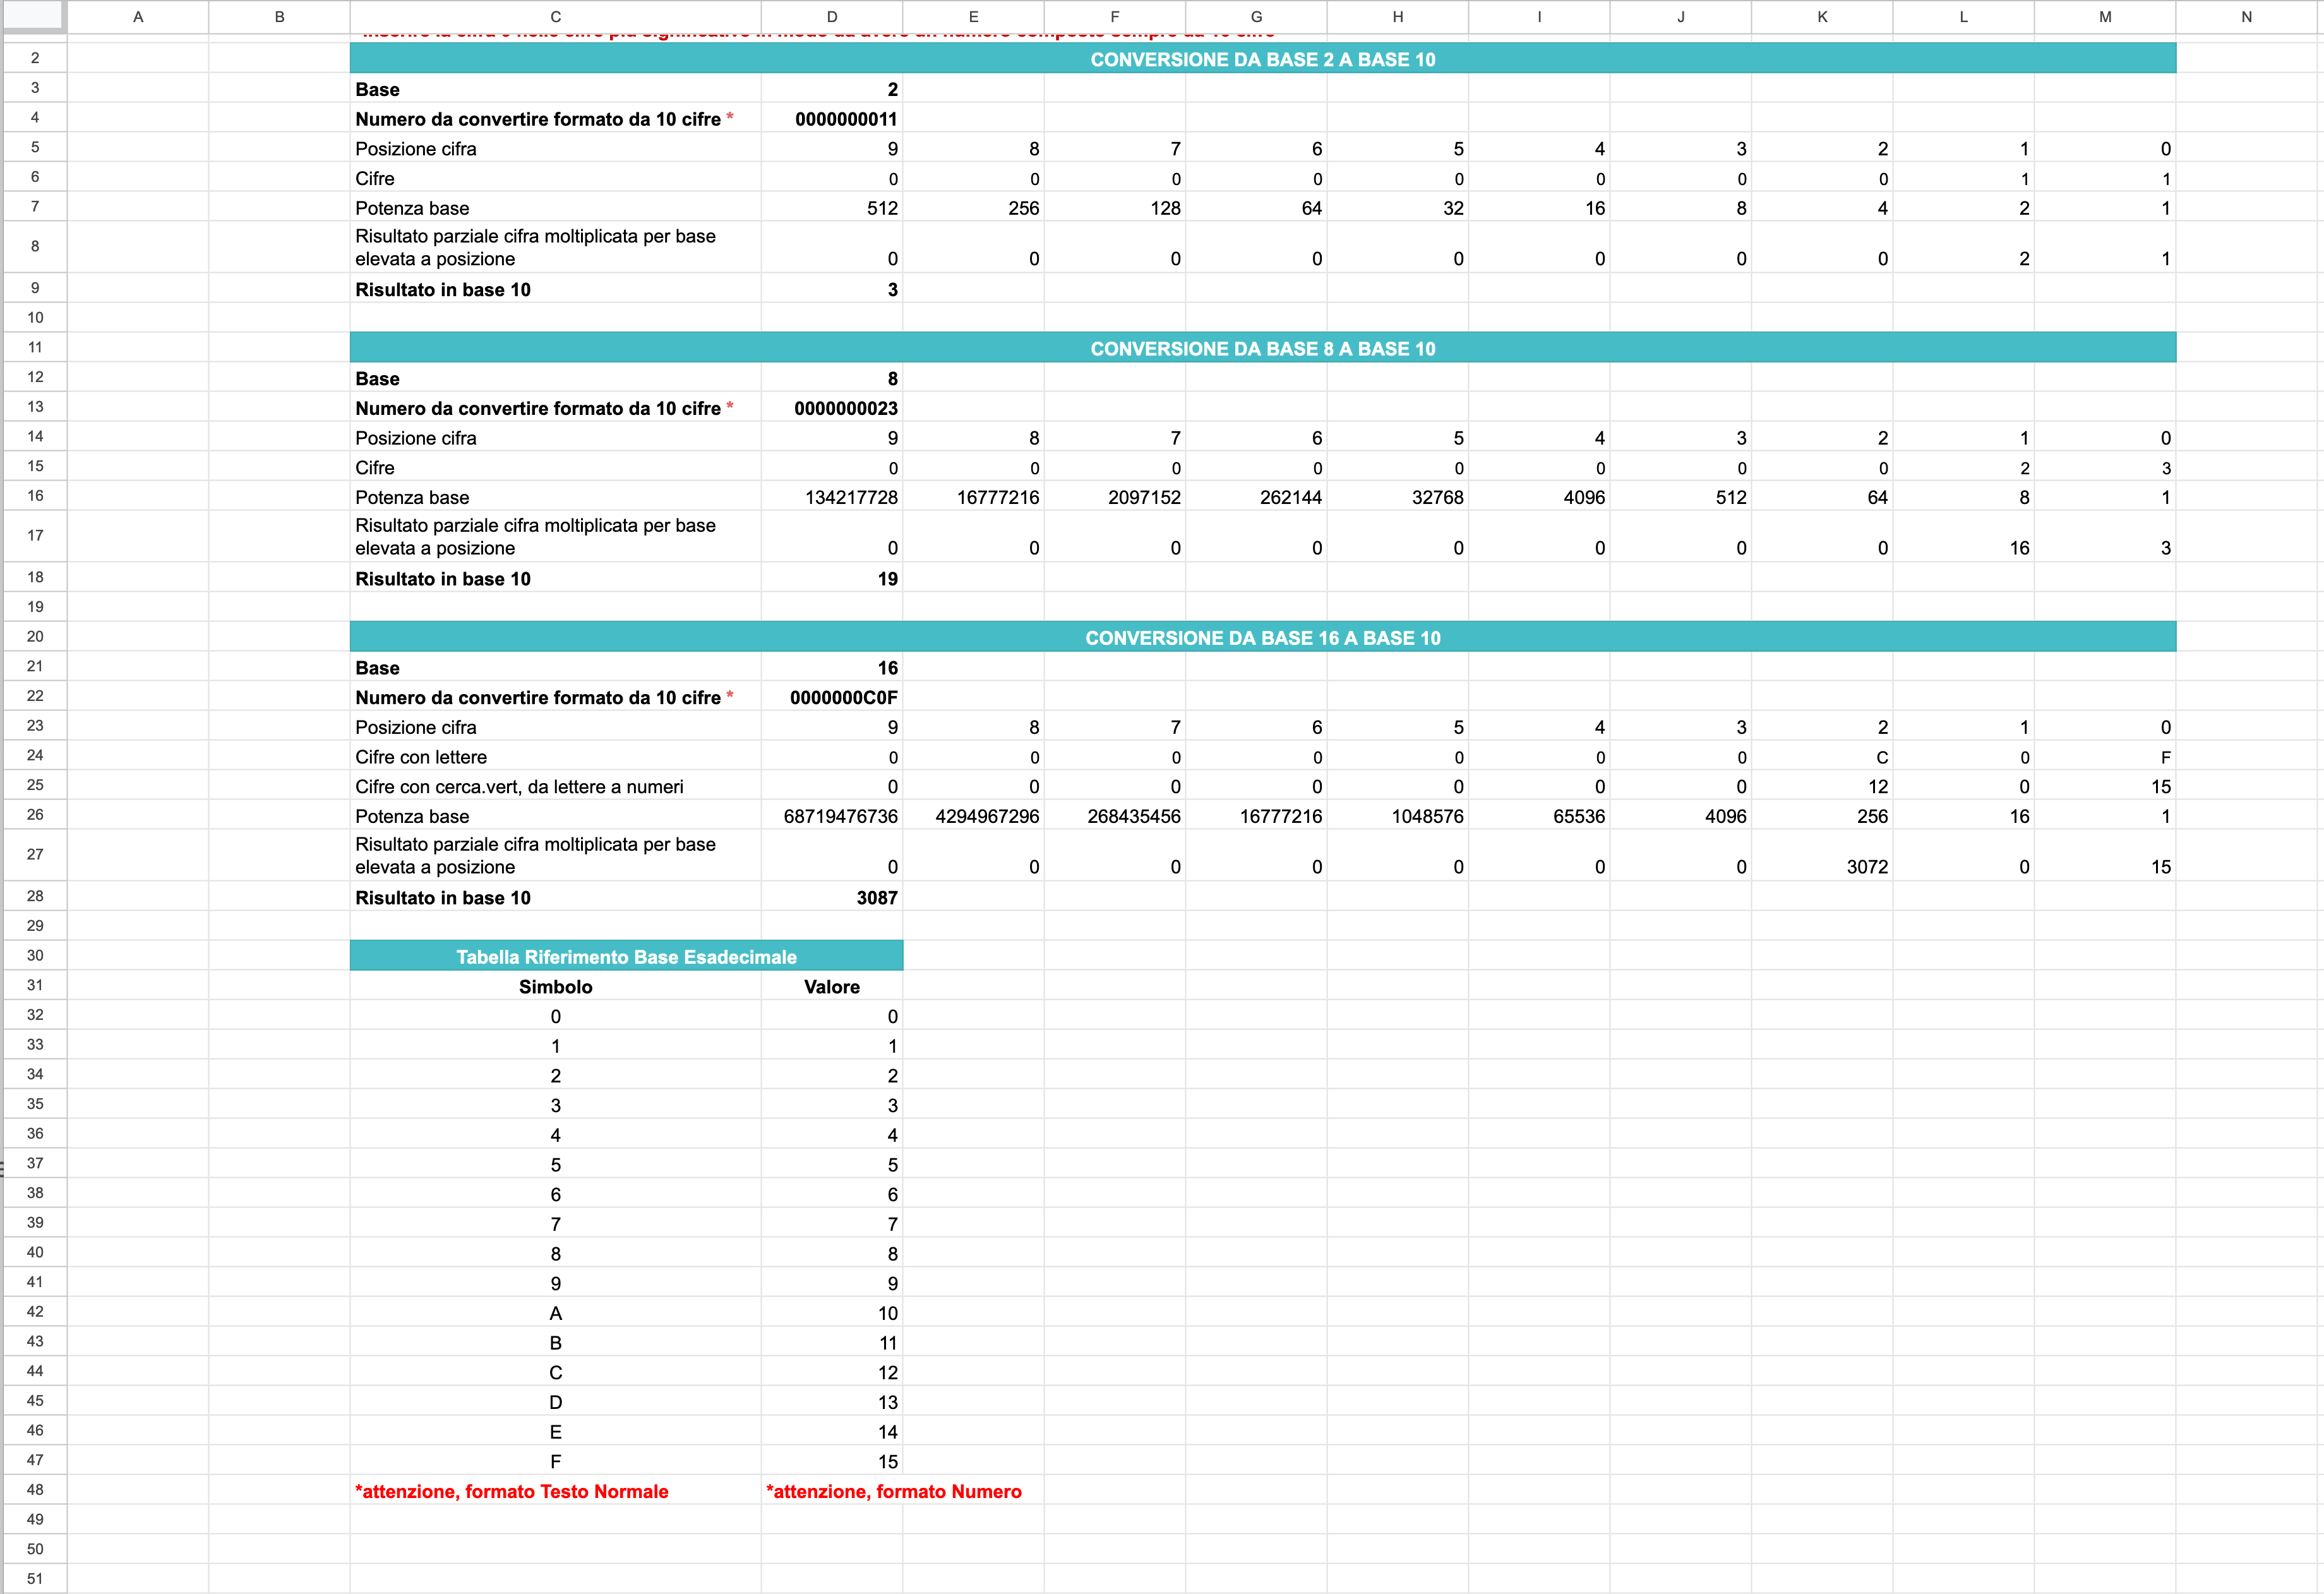 A B C D E F G H I J K L M N
2 CONVERSIONE DA BASE 2 A BASE 10
3 Base 2
4 Numero da convertire formato da 10 cifre * 0000000011
5 Posizione cifra 9 8 7 6 5 4 3 2 1 0
6 Cifre 0 0 0 0 0 0 0 0 1 1
7 Potenza base 512 256 128 64 32 16 8 4 2 1
Risultato parziale cifra moltiplicata per base
8 elevata a posizione 0 0 0 0 0 0 0 0 2 1
9 Risultato in base 10 3
10
11 CONVERSIONE DA BASE 8 A BASE 10
12 Base 8
13 Numero da convertire formato da 10 cifre * 0000000023
14 Posizione cifra 9 8 7 6 5 4 3 2 1 0
15 Cifre 0 0 0 0 0 0 0 0 2 3
16 Potenza base 134217728 16777216 2097152 262144 32768 4096 512 64 8 1
Risultato parziale cifra moltiplicata per base
17 elevata a posizione 0 0 0 0 0 0 0 0 16 3
18 Risultato in base 10 19
19
20 CONVERSIONE DA BASE 16 A BASE 10
21 Base 16
22 Numero da convertire formato da 10 cifre * 0000000C0F
23 Posizione cifra 9 8 7 6 5 4 3 2 1 0
24 Cifre con lettere 0 0 0 0 0 0 0 C 0 F
25 Cifre con cerca.vert, da lettere a numeri 0 0 0 0 0 0 0 12 0 15
26 Potenza base 68719476736 4294967296 268435456 16777216 1048576 65536 4096 256 16 1
Risultato parziale cifra moltiplicata per base
27 elevata a posizione 0 0 0 0 0 0 0 3072 0 15
28 Risultato in base 10 3087
29
30 Tabella Riferimento Base Esadecimale
31 Simbolo Valore
32 0 0
33 1 1
34 2 2
35 3 3
36 4 4
37 5 5
38 6 6
39 7 7
40 8 8
41 9 9
42 A 10
43 B 11
44 C 12
45 D 13
46 E 14
47 F 15
48 *attenzione, formato Testo Normale *attenzione, formato Numero
49
50
51